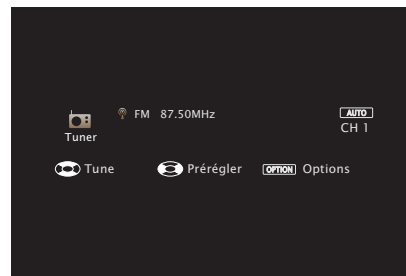 FM 87.50MHz
AUTO
CH 1
Tuner
Tune Prérégler OPTION Options